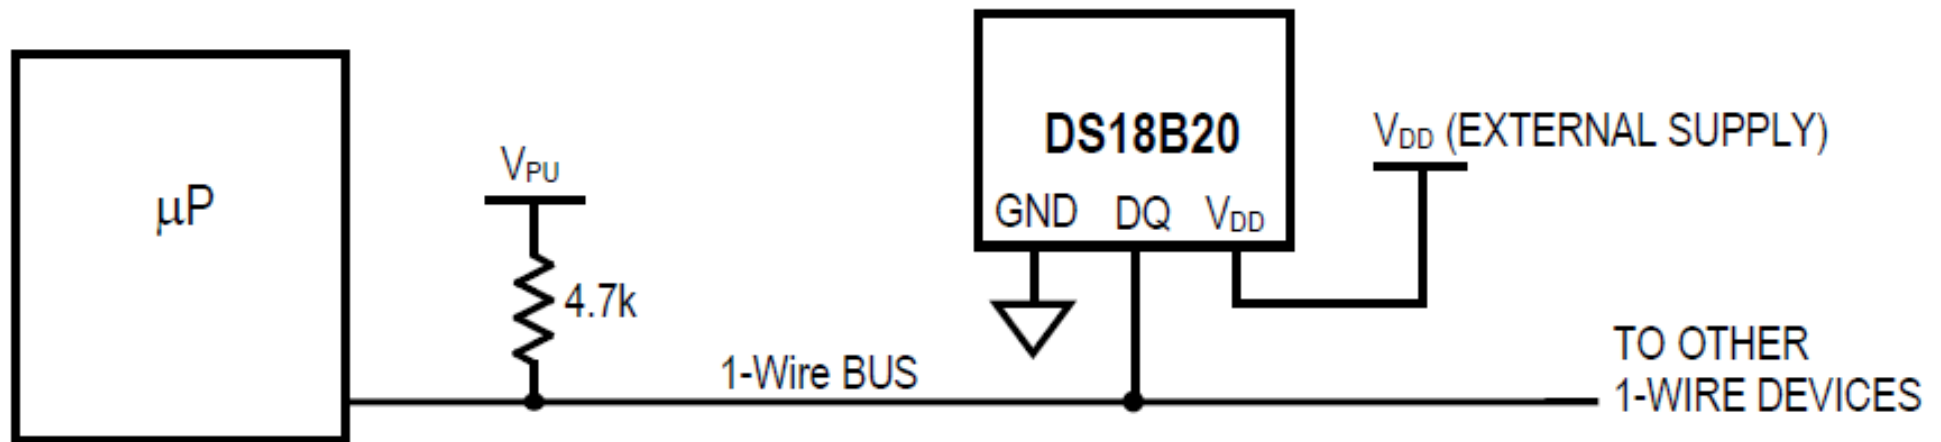 μP
VPU
4.7k
1-Wire BUS
DS18B20
GND DQ VDD
VDD (EXTERNAL SUPPLY)
TO OTHER
1-WIRE DEVICES